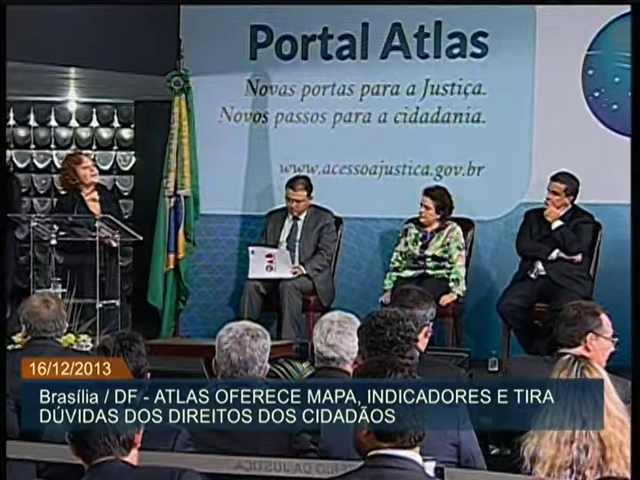 Portal Atlas
Novas portas para a Justiça.
Novos passos para a cidadania.
www.acessoajustica.gov.br
16/12/2013
Brasília / DF - ATLAS OFERECE MAPA, INDICADORES E TIRA
DÚVIDAS DOS DIREITOS DOS CIDADÃOS